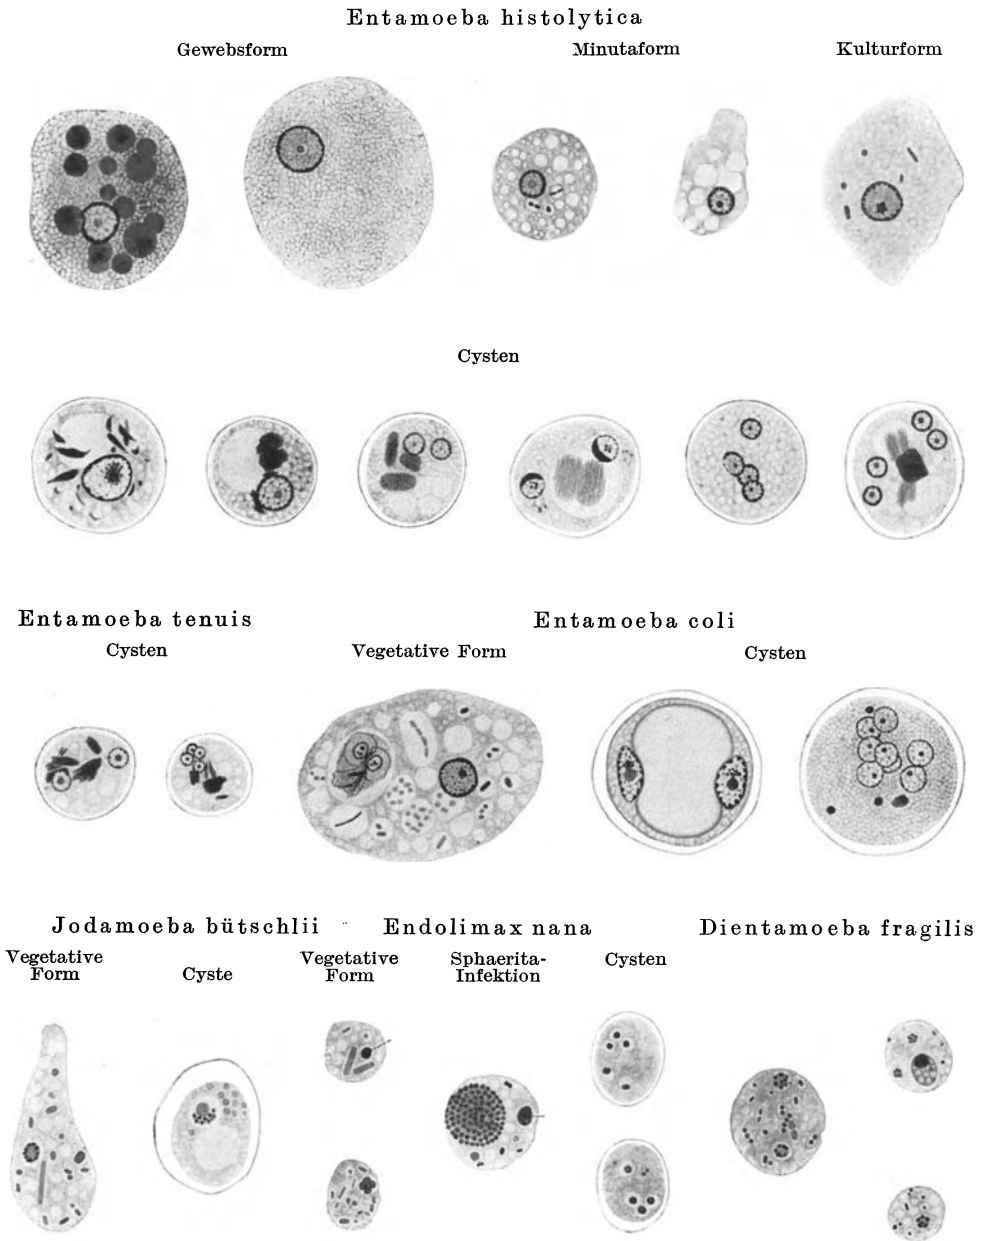 Entamoeba histolytica
Gewebsform Minutaform Kulturform
Cysten
Entamoeba tenuis Entamoeba coli
Cysten Vegetative Form Cysten
Jodamoeba bütschlii Endolimax nana Dientamoeba fragilis
Vegetative Form Cyste Vegetative Form Sphaerita-Infektion Cysten